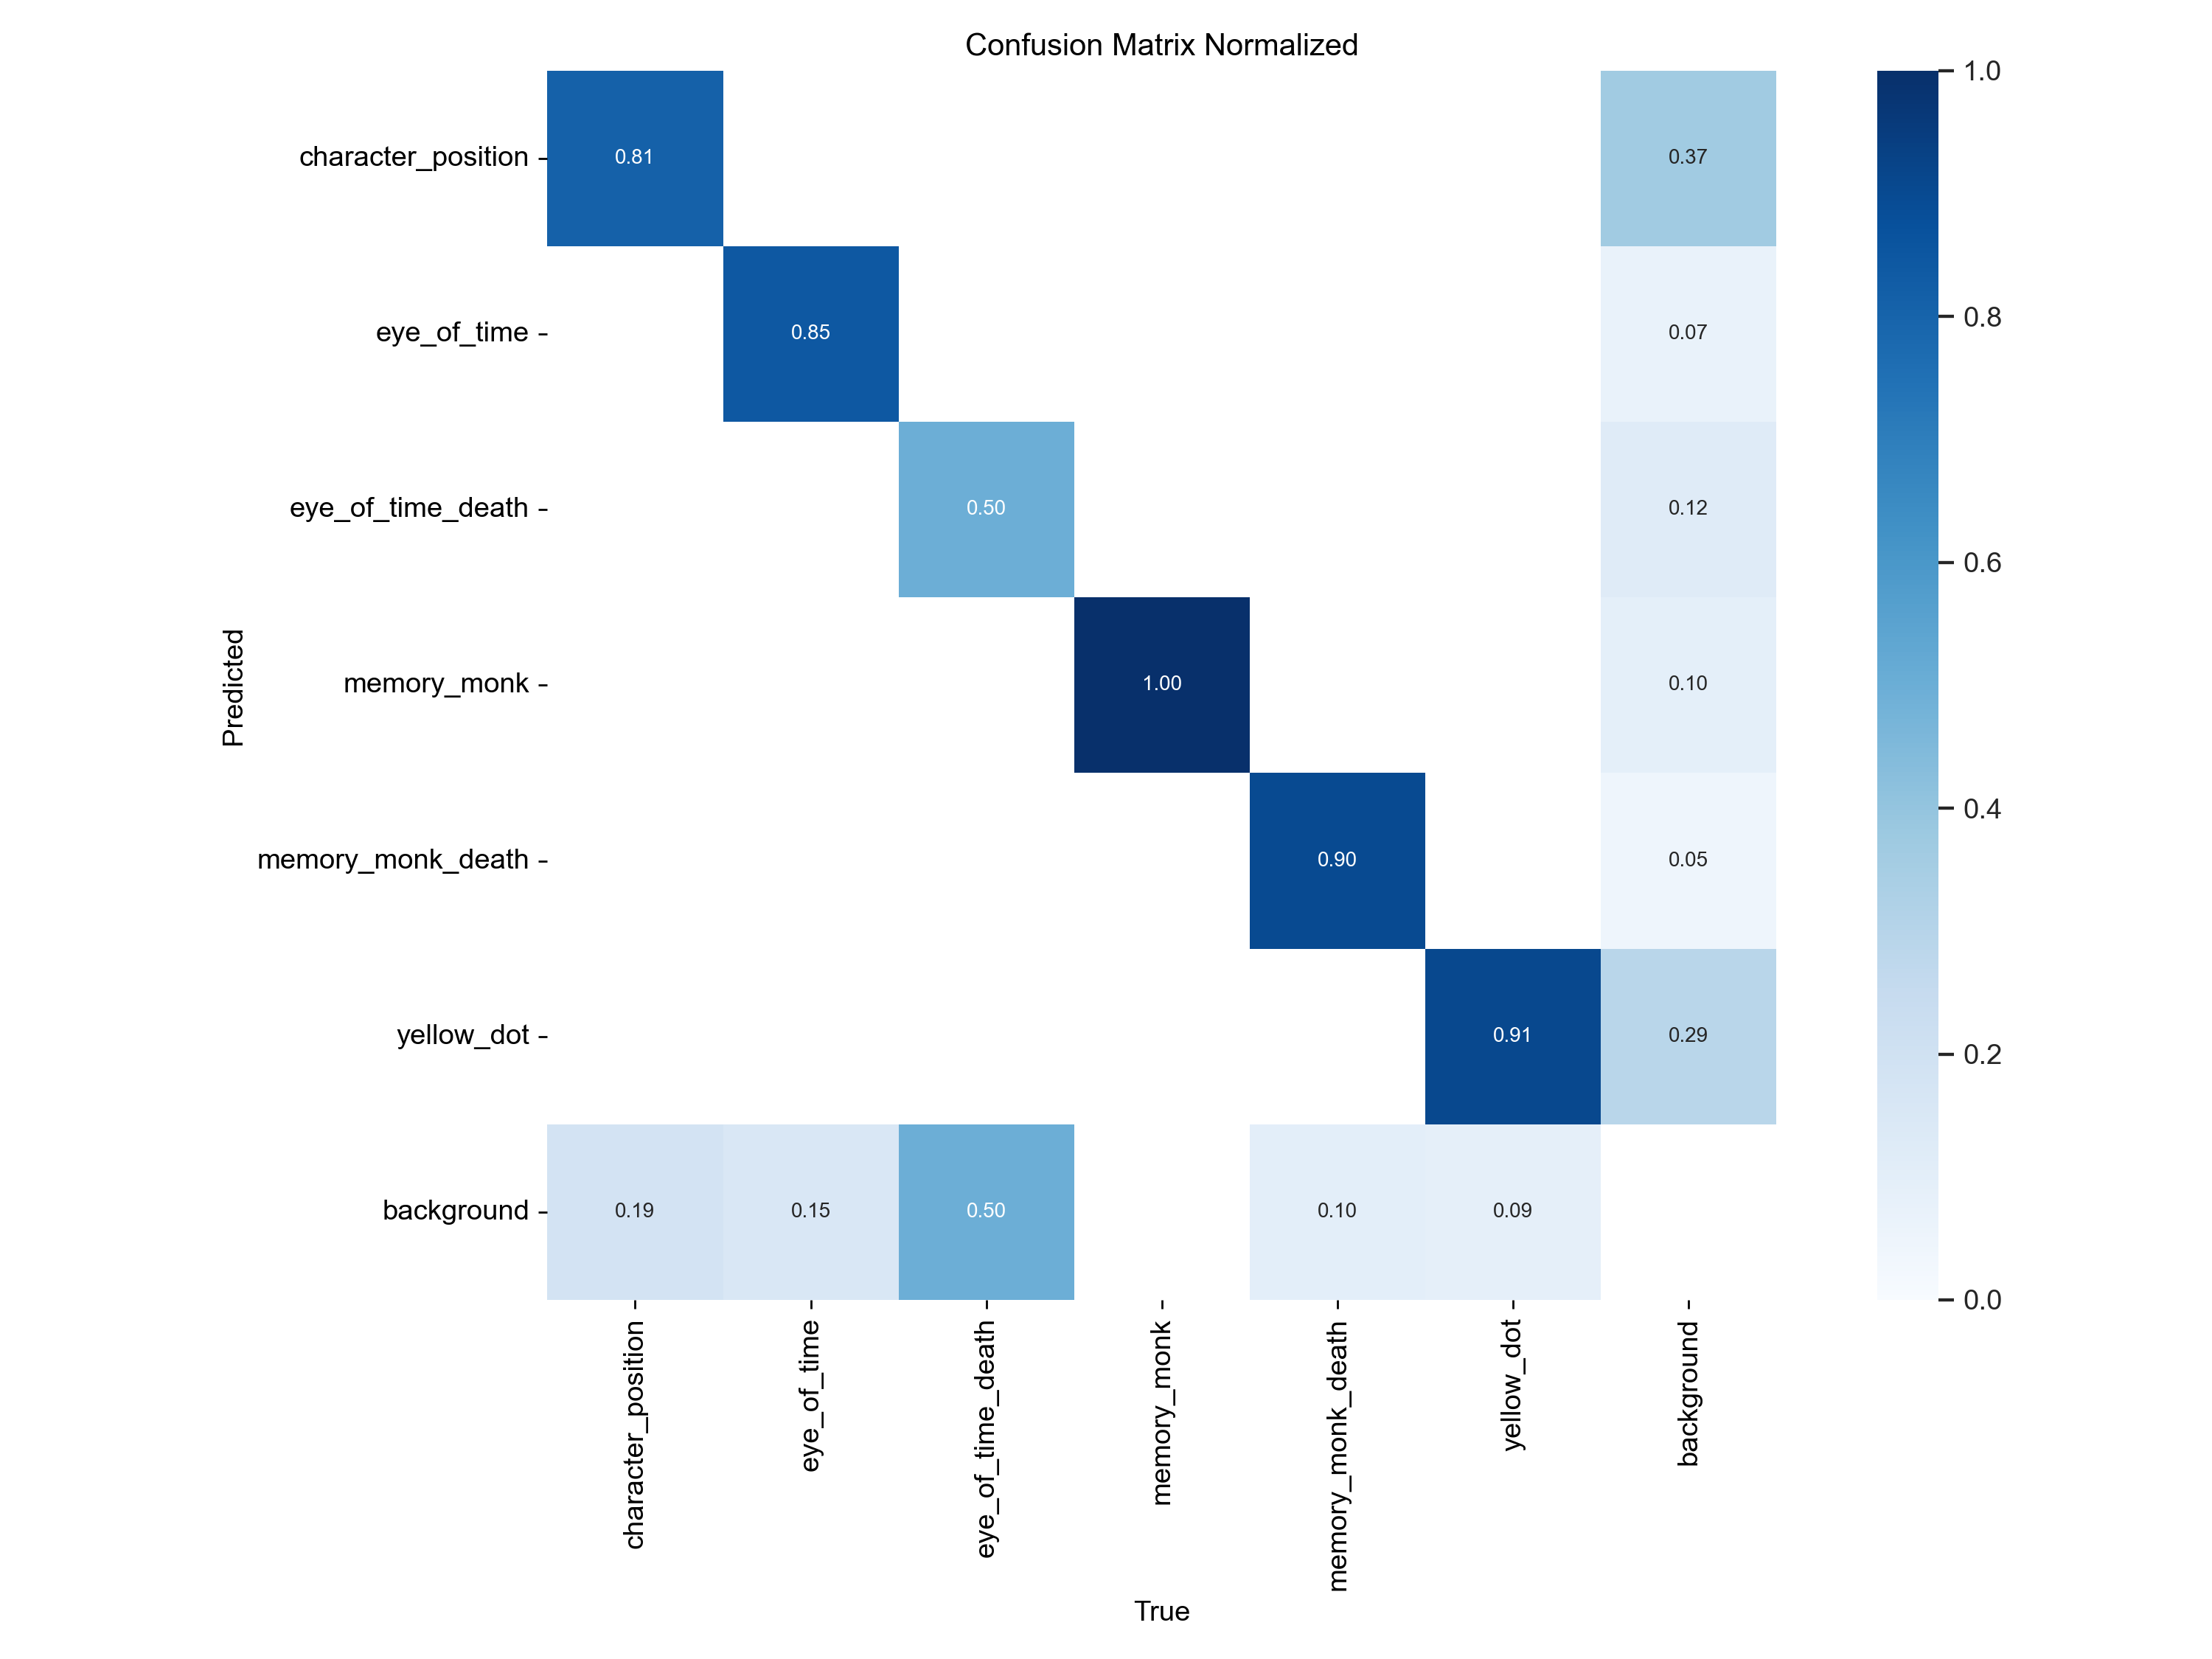 Confusion Matrix Normalized
character_position
0.81
0.37
1.0
eye_of_time
0.85
0.07
0.8
eye_of_time_death
0.50
0.12
0.6
Predicted
memory_monk
1.00
0.10
0.4
memory_monk_death
0.90
0.05
yellow_dot
0.91
0.29
0.2
background
0.19
0.15
0.50
0.10
0.09
0.0
character_position
eye_of_time
eye_of_time_death
memory_monk
memory_monk_death
yellow_dot
background
True